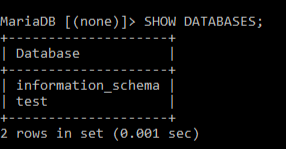 MariaDB [(none)]> SHOW DATABASES;
+--------------------+
| Database           |
+--------------------+
| information_schema |
| test               |
+--------------------+
2 rows in set (0.001 sec)